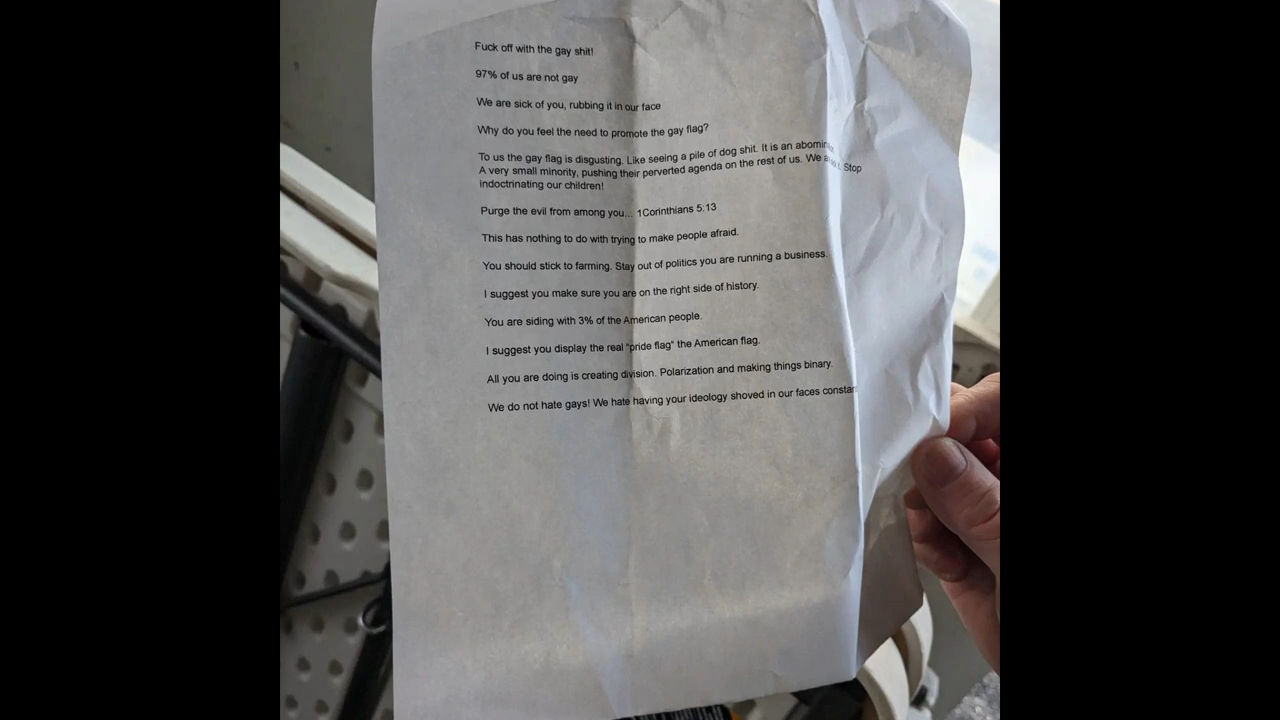 Fuck off with the gay shit!
97% of us are not gay
We are sick of you, rubbing it in our face
Why do you feel the need to promote the gay flag?
To us the gay flag is disgusting. Like seeing a pile of dog shit. It is an
A very small minority, pushing their perverted agenda on the rest of us. We Stop
indoctrinating our children!
Purge the evil from among you... 1Corinthians 5:13
This has nothing to do with trying to make people afraid.
You should stick to farming. Stay out of politics you are running a business.
I suggest you make sure you are on the right side of history.
You are siding with 3% of the American people.
I suggest you display the real "pride flag" the American flag.
All you are doing is creating division. Polarization and making things binary.
We do not hate gays! We hate having your ideology shoved in our faces